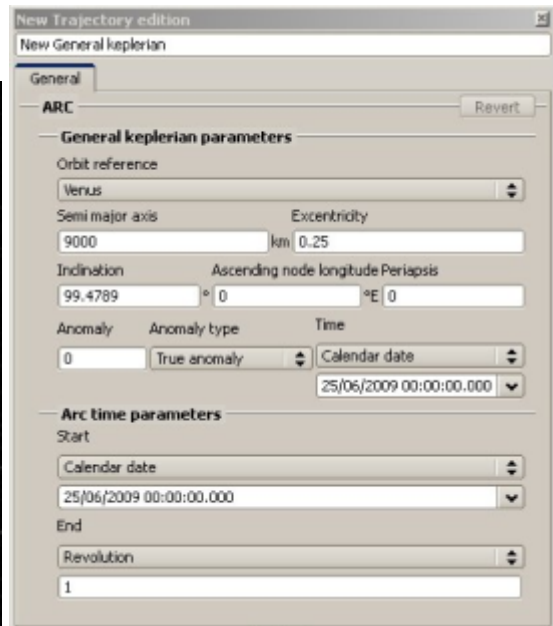 New Trajectory edition
New General keplerian
General
ARC Revert
General keplerian parameters
Orbit reference
Venus
Semi major axis Excentricity
9000 km 0.25
Inclination Ascending node longitude Periapsis
99.4789 ° 0 °E 0
Anomaly Anomaly type Time
0 True anomaly Calendar date
25/06/2009 00:00:00.000
Arc time parameters
Start
Calendar date
25/06/2009 00:00:00.000
End
Revolution
1